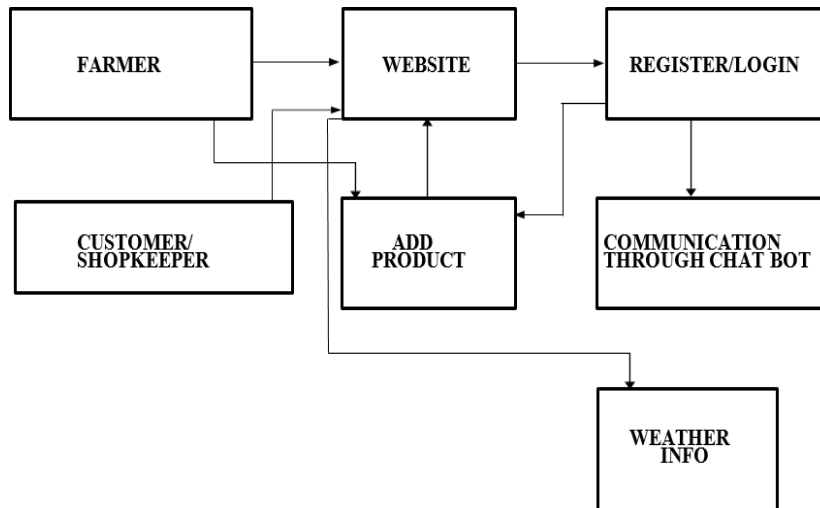 FARMER
WEBSITE
REGISTER/LOGIN
CUSTOMER/
SHOPKEEPER
ADD
PRODUCT
COMMUNICATION
THROUGH CHAT BOT
WEATHER
INFO